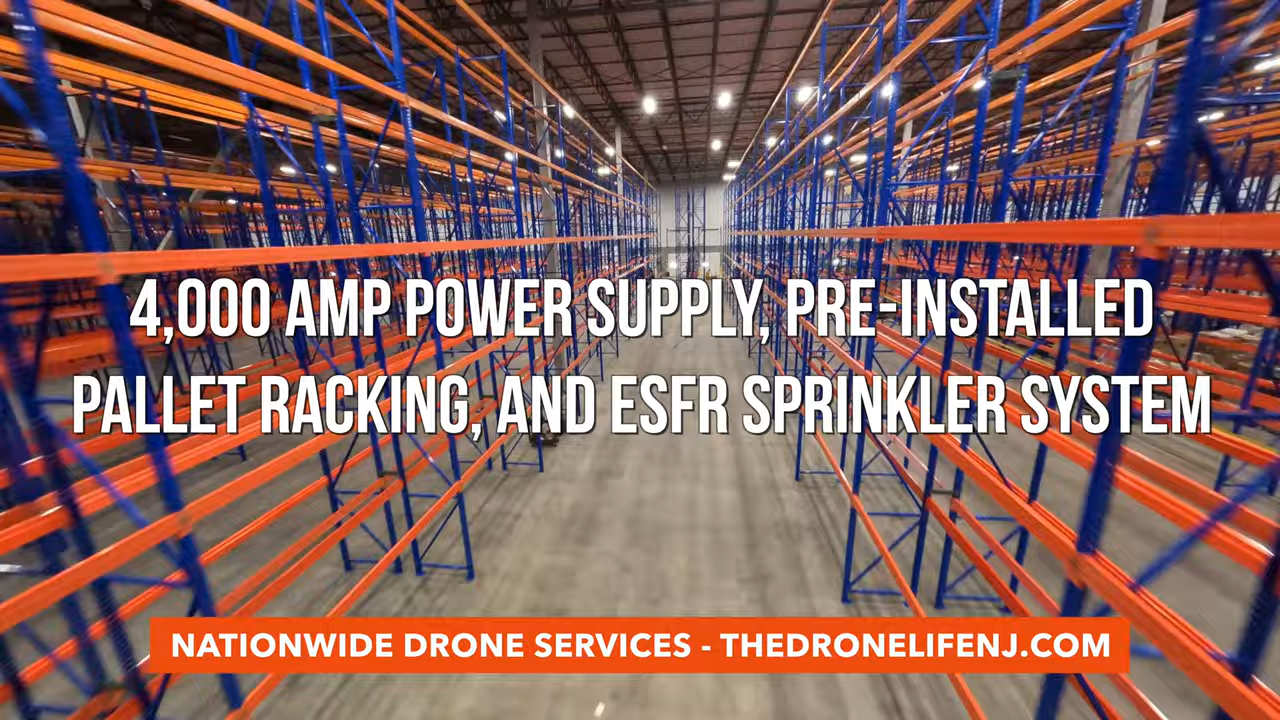 4,000 AMP POWER SUPPLY, PRE-INSTALLED
PALLET RACKING, AND ESFR SPRINKLER SYSTEM
NATIONWIDE DRONE SERVICES - THEDRONELIFENJ.COM